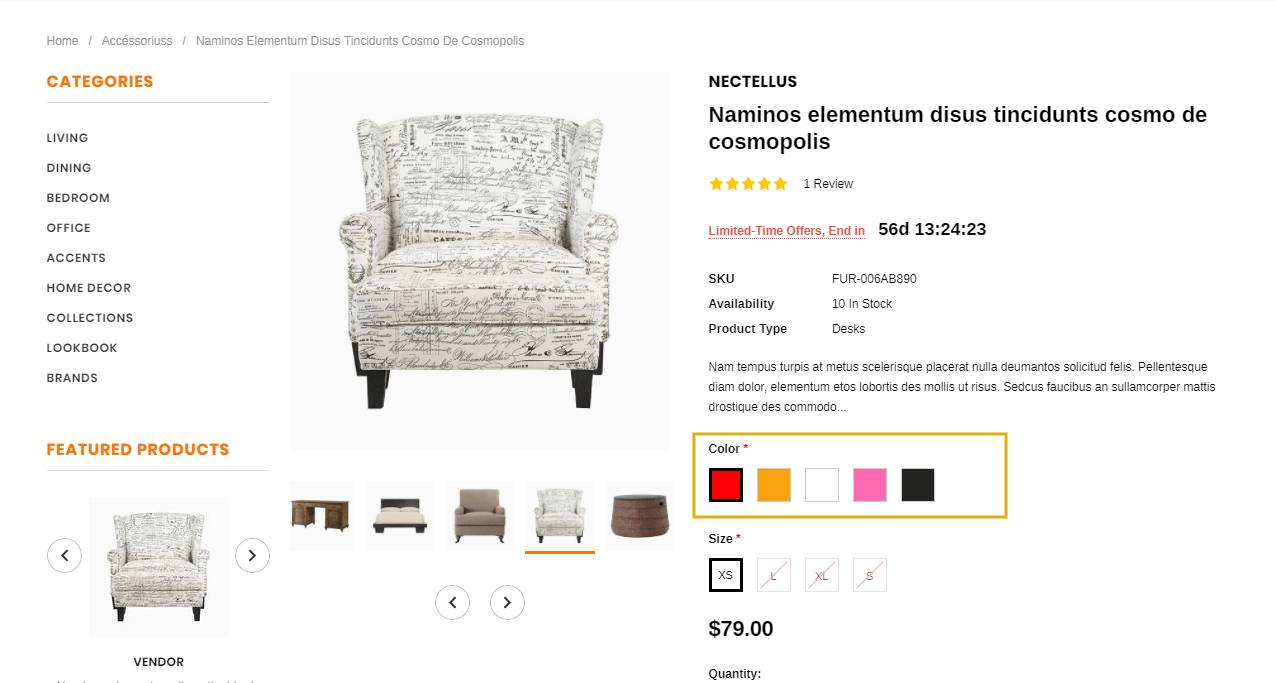 Home / Accéssoriuss / Naminos Elementum Disus Tincidunts Cosmo De Cosmopolis
CATEGORIES
LIVING
DINING
BEDROOM
OFFICE
ACCENTS
HOME DECOR
COLLECTIONS
LOOKBOOK
BRANDS
FEATURED PRODUCTS
VENDOR
NECTELLUS
Naminos elementum disus tincidunts cosmo de
cosmopolis
1 Review
Limited-Time Offers, End in 56d 13:24:23
SKU FUR-006AB890
Availability 10 In Stock
Product Type Desks
Nam tempus turpis at metus scelerisque placerat nulla deumantos solicitud felis. Pellentesque
diam dolor, elementum etos lobortis des mollis ut risus. Sedcus faucibus an sullamcorper mattis
drostique des commodo...
Color *
Size *
XS L XL S
$79.00
Quantity: